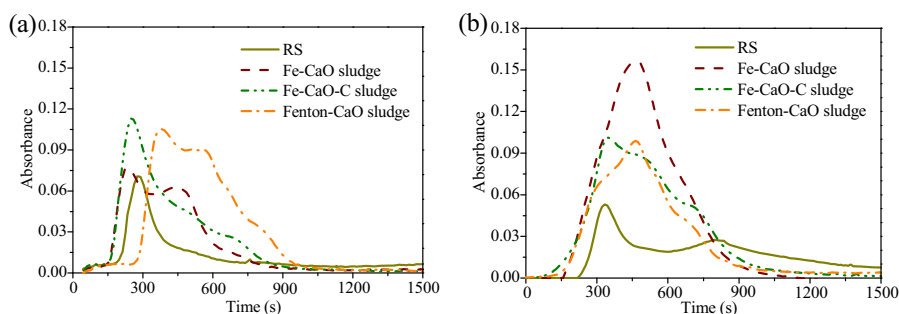 (a)
0.18
0.15
0.12
0.09
0.06
0.03
0.00
Absorbance
RS
Fe-CaO sludge
Fe-CaO-C sludge
Fenton-CaO sludge
0 300 600 900 1200 1500
Time (s)
(b)
0.18
0.15
0.12
0.09
0.06
0.03
0.00
Absorbance
RS
Fe-CaO sludge
Fe-CaO-C sludge
Fenton-CaO sludge
0 300 600 900 1200 1500
Time (s)